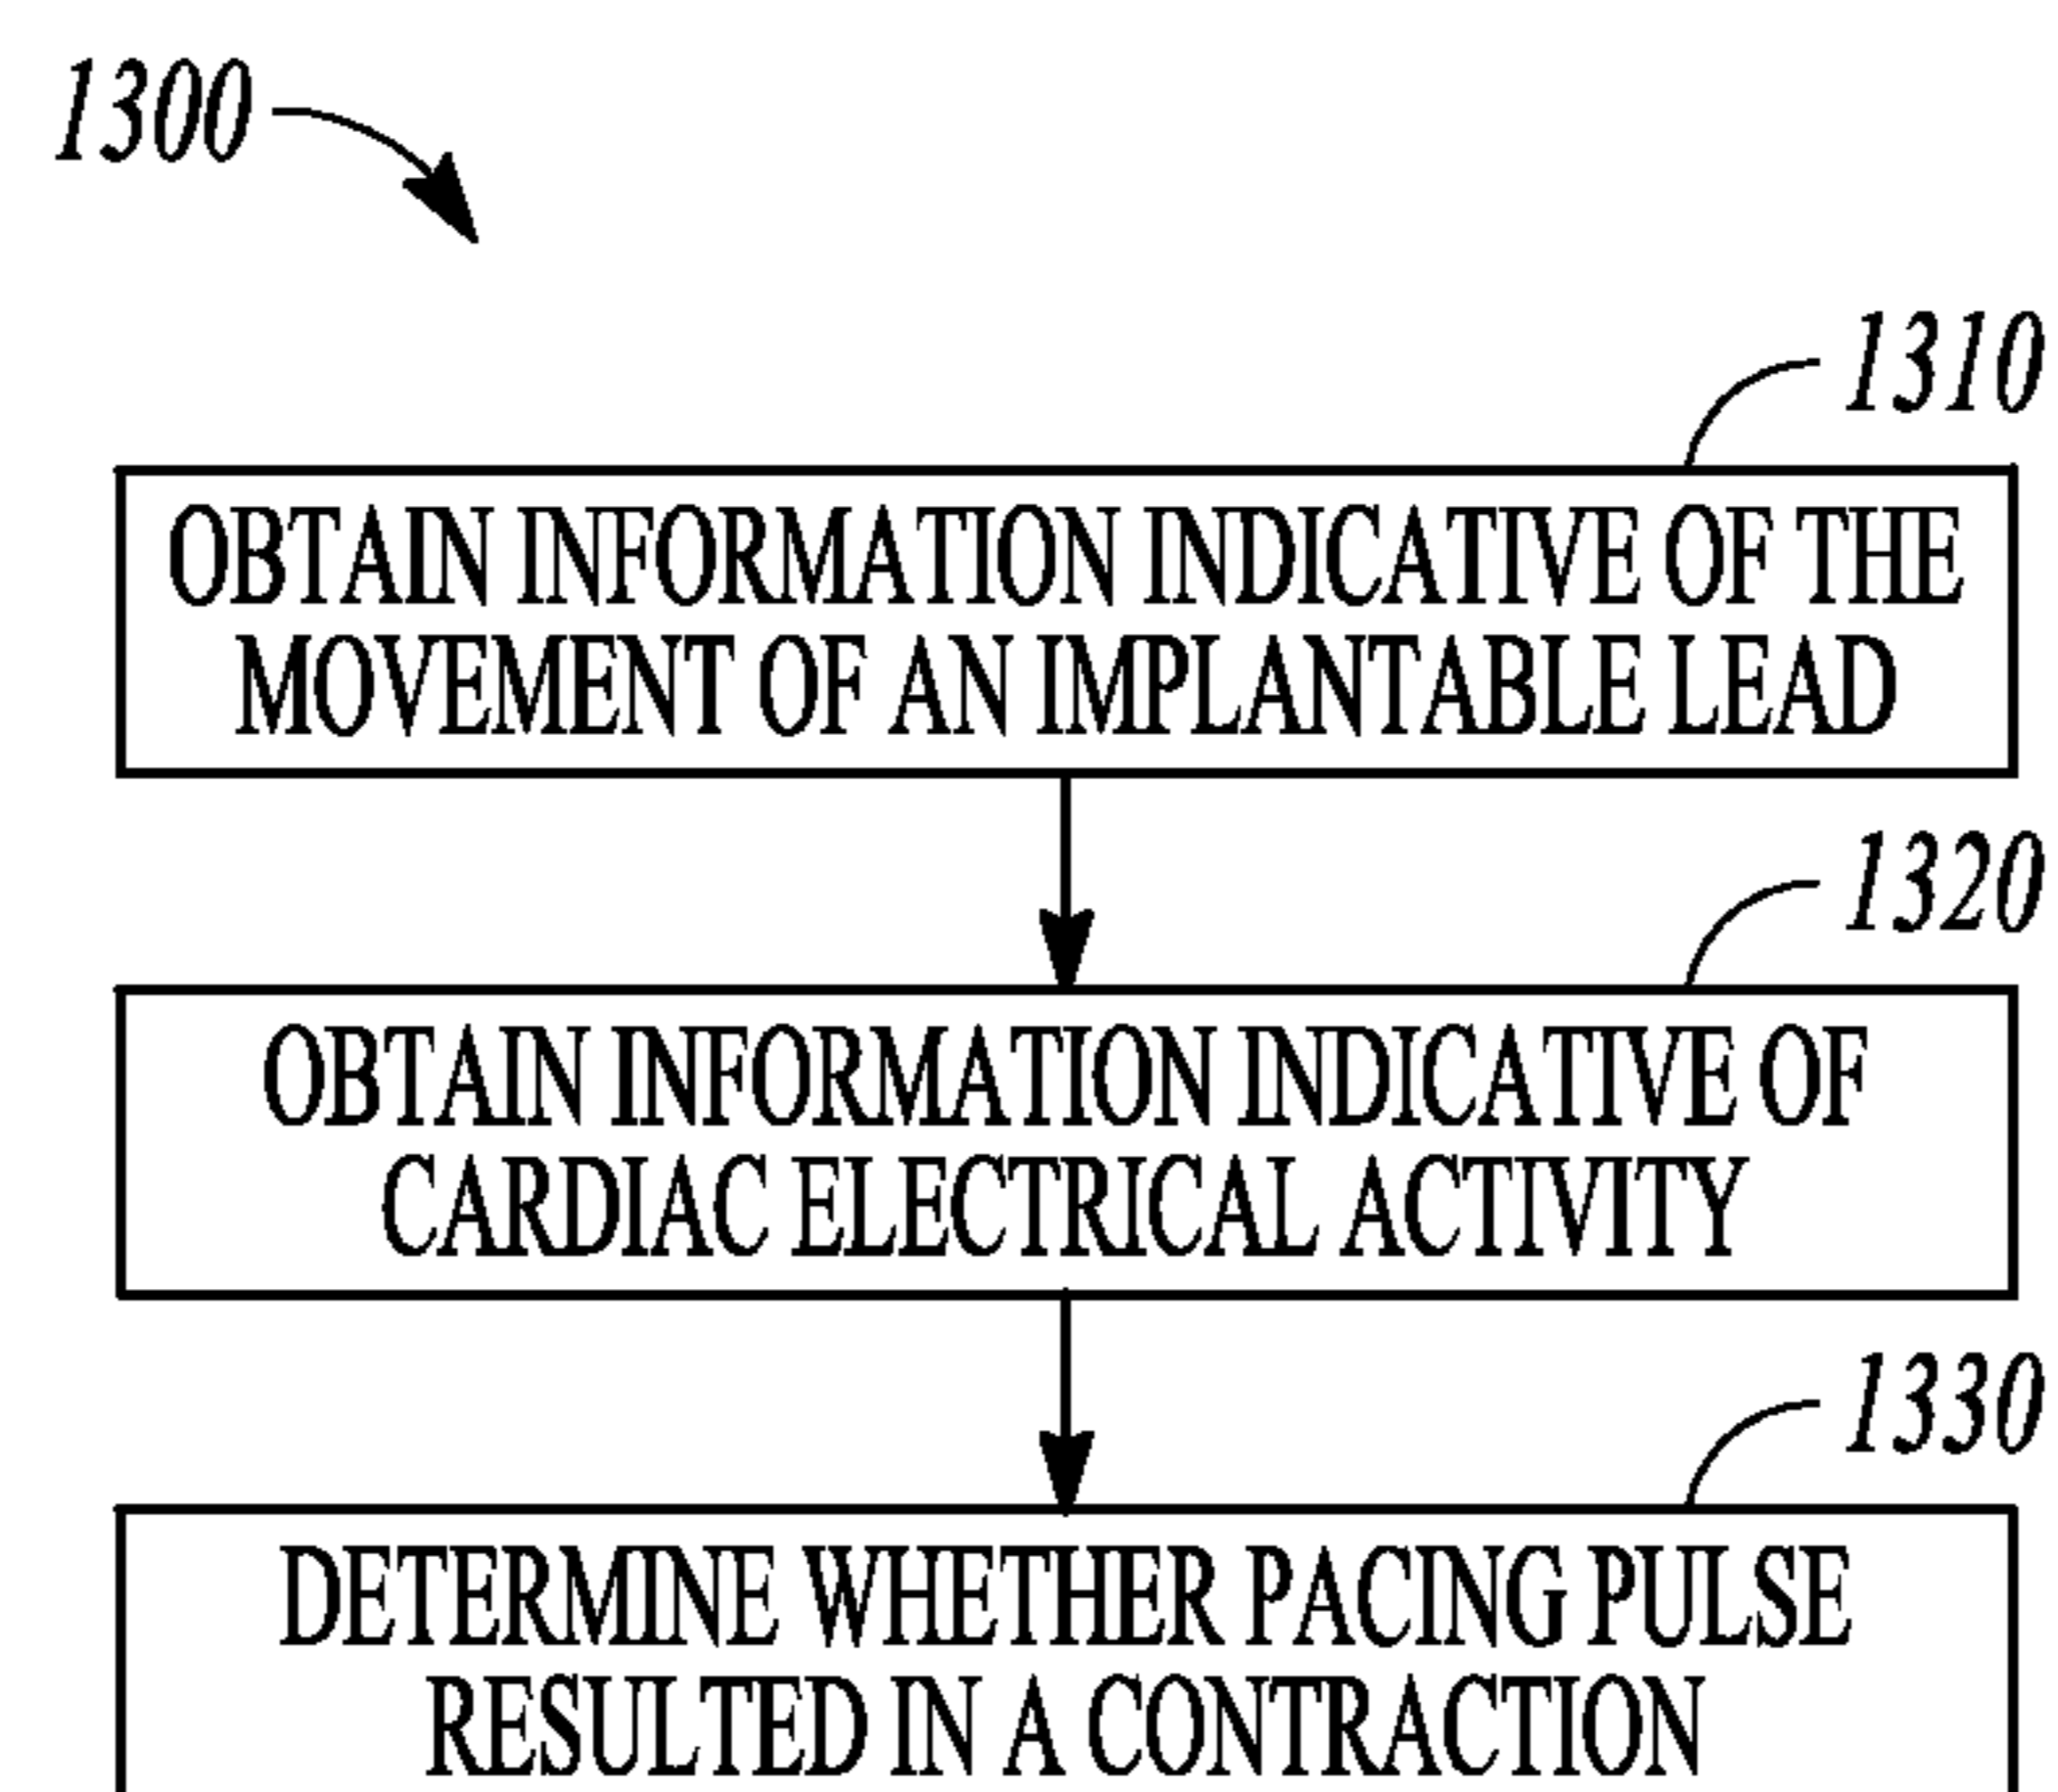 1300
1310
OBTAIN INFORMATION INDICATIVE OF THE
MOVEMENT OF AN IMPLANTABLE LEAD
1320
OBTAIN INFORMATION INDICATIVE OF
CARDIAC ELECTRICAL ACTIVITY
1330
DETERMINE WHETHER PACING PULSE
RESULTED IN A CONTRACTION